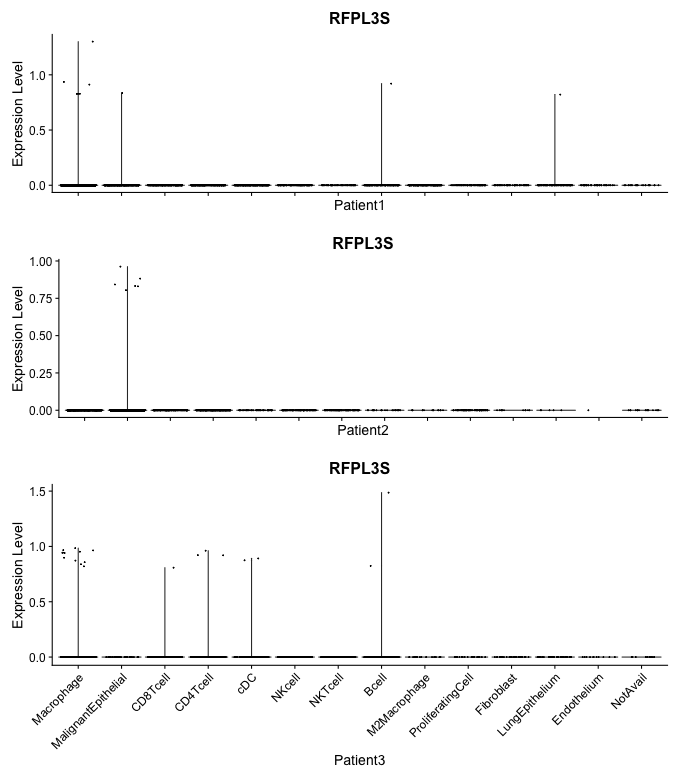 RFPL3S
Expression Level
1.0
0.5
0.0
Patient1
RFPL3S
Expression Level
1.00
0.75
0.50
0.25
0.00
Patient2
RFPL3S
Expression Level
1.5
1.0
0.5
0.0
Macrophage
MalignantEpithelial
CD8Tcell
CD4Tcell
cDC
NKcell
NKTcell
Bcell
M2Macrophage
ProliferatingCell
Fibroblast
LungEpithelium
Endothelium
NotAvail
Patient3